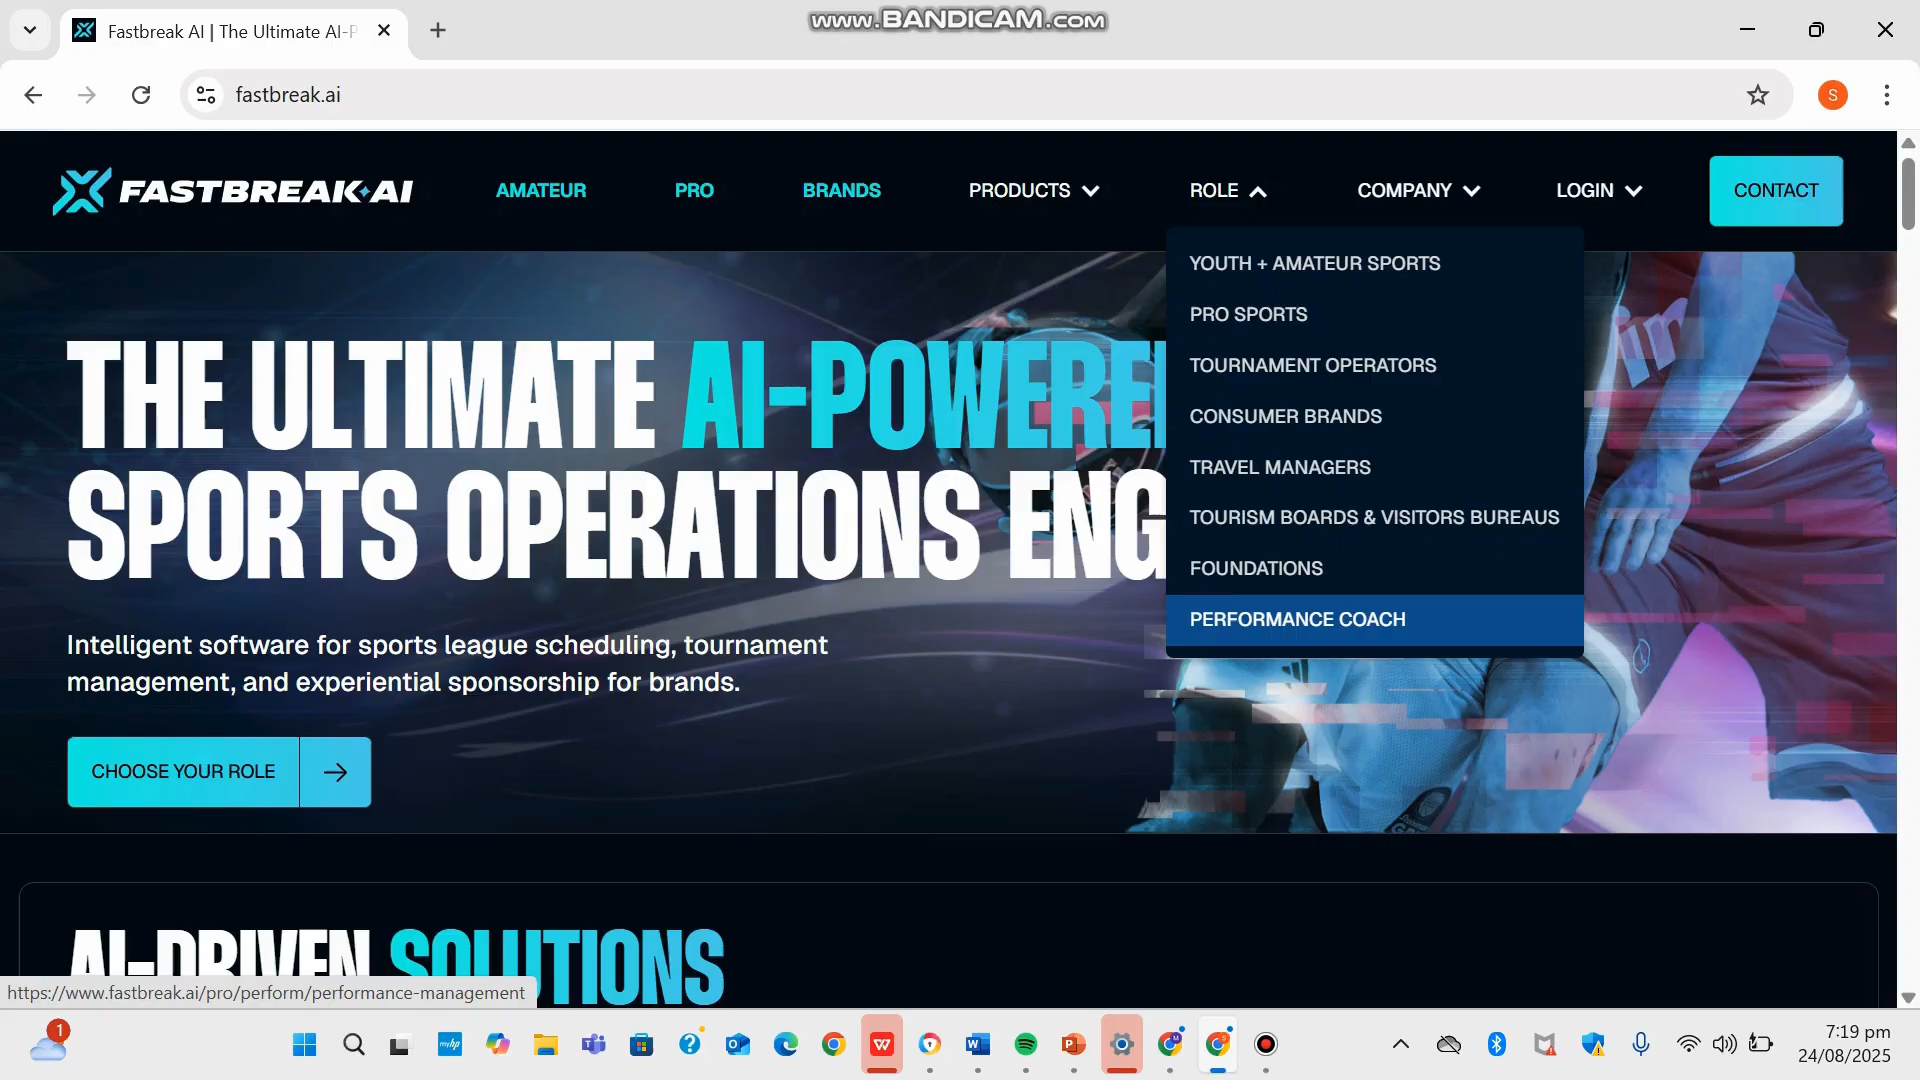 Fastbreak AI | The Ultimate AI-P
www.BANDICAM.com
fastbreak.ai
S
FASTBREAK AI
AMATEUR
PRO
BRANDS
PRODUCTS
ROLE
COMPANY
LOGIN
CONTACT
YOUTH + AMATEUR SPORTS
PRO SPORTS
TOURNAMENT OPERATORS
CONSUMER BRANDS
TRAVEL MANAGERS
TOURISM BOARDS & VISITORS BUREAUS
FOUNDATIONS
PERFORMANCE COACH
THE ULTIMATE AI-POWERE
SPORTS OPERATIONS ENG
Intelligent software for sports league scheduling, tournament
management, and experiential sponsorship for brands.
CHOOSE YOUR ROLE
AI-DRIVEN SOLUTIONS
https://www.fastbreak.ai/pro/perform/performance-management
1
7:19 pm
24/08/2025